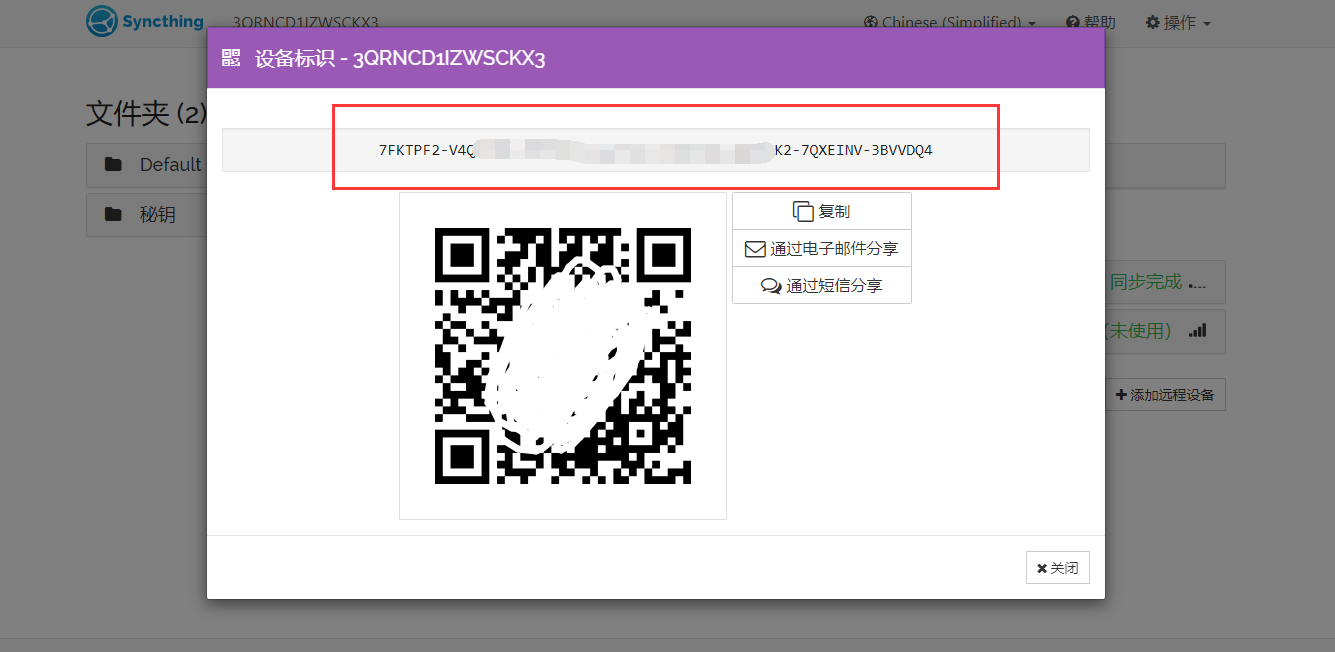 Syncthing
3QRNCD1IZWSCKX3
Chinese (Simplified)
帮助
操作
设备标识 - 3QRNCD1IZWSCKX3
文件夹 (2)
7FKTPF2-V4Q
K2-7QXEINV-3BVVDQ4
Default
秘钥
复制
通过电子邮件分享
通过短信分享
同步完成
(未使用)
添加远程设备
关闭